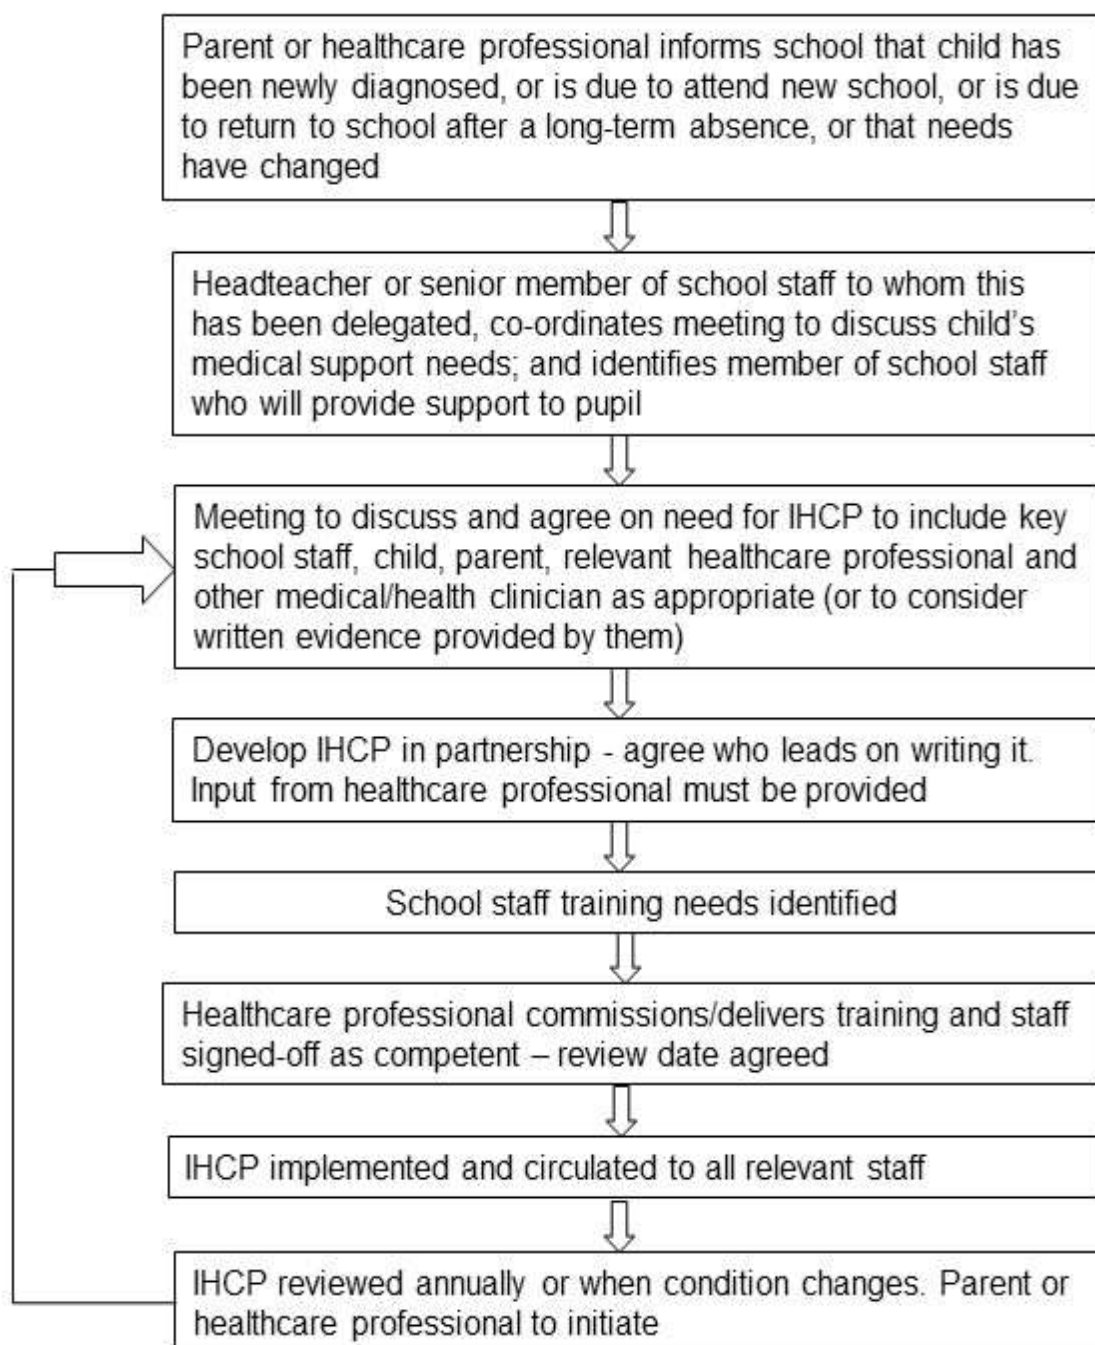 Parent or healthcare professional informs school that child has
been newly diagnosed, or is due to attend new school, or is due
to return to school after a long-term absence, or that needs
have changed
Headteacher or senior member of school staff to whom this
has been delegated, co-ordinates meeting to discuss child's
medical support needs; and identifies member of school staff
who will provide support to pupil
Meeting to discuss and agree on need for IHCP to include key
school staff, child, parent, relevant healthcare professional and
other medical/health clinician as appropriate (or to consider
written evidence provided by them)
Develop IHCP in partnership - agree who leads on writing it.
Input from healthcare professional must be provided
School staff training needs identified
Healthcare professional commissions/delivers training and staff
signed-off as competent – review date agreed
IHCP implemented and circulated to all relevant staff
IHCP reviewed annually or when condition changes. Parent or
healthcare professional to initiate